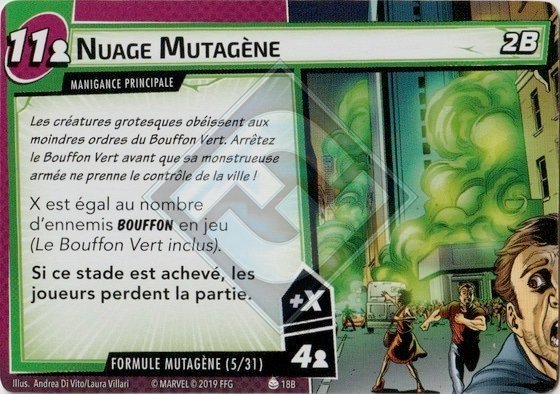 11
NUAGE MUTAGÈNE
2B
MANIGANCE PRINCIPALE
Les créatures grotesques obéissent aux
moindres ordres du Bouffon Vert. Arrêtez
le Bouffon Vert avant que sa monstrueuse
armée ne prenne le contrôle de la ville !
X est égal au nombre
d'ennemis BOUFFON en jeu
(Le Bouffon Vert inclus).
Si ce stade est achevé, les
joueurs perdent la partie.
+X
4
FORMULE MUTAGÈNE (5/31)
Illus. Andrea Di Vito/Laura Villari © MARVEL © 2019 FFG 18B